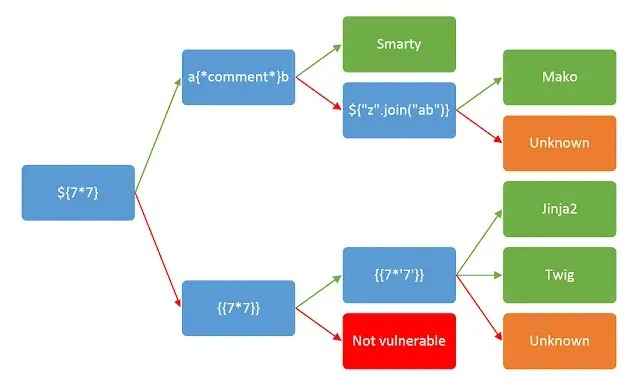 ${7*7}
a{*comment*}b
Smarty
${"z".join("ab")}
Mako
Unknown
{{7*7}}
{{7*'7'}}
Jinja2
Twig
Unknown
Not vulnerable